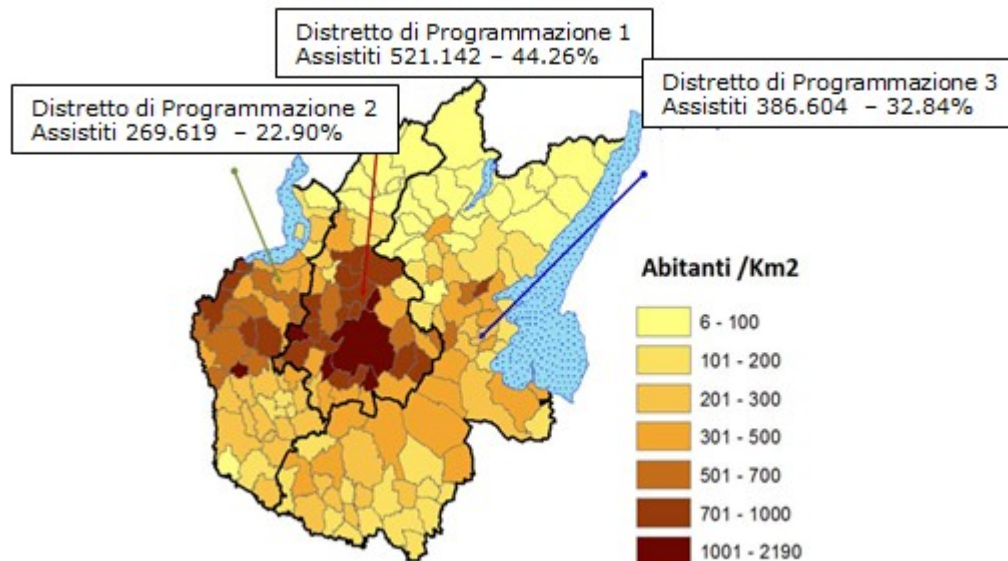 Distretto di Programmazione 1
Assistiti 521.142 – 44.26%
Distretto di Programmazione 3
Assistiti 386.604 – 32.84%
Distretto di Programmazione 2
Assistiti 269.619 – 22.90%
Abitanti /Km2
6 - 100
101 - 200
201 - 300
301 - 500
501 - 700
701 - 1000
1001 - 2190